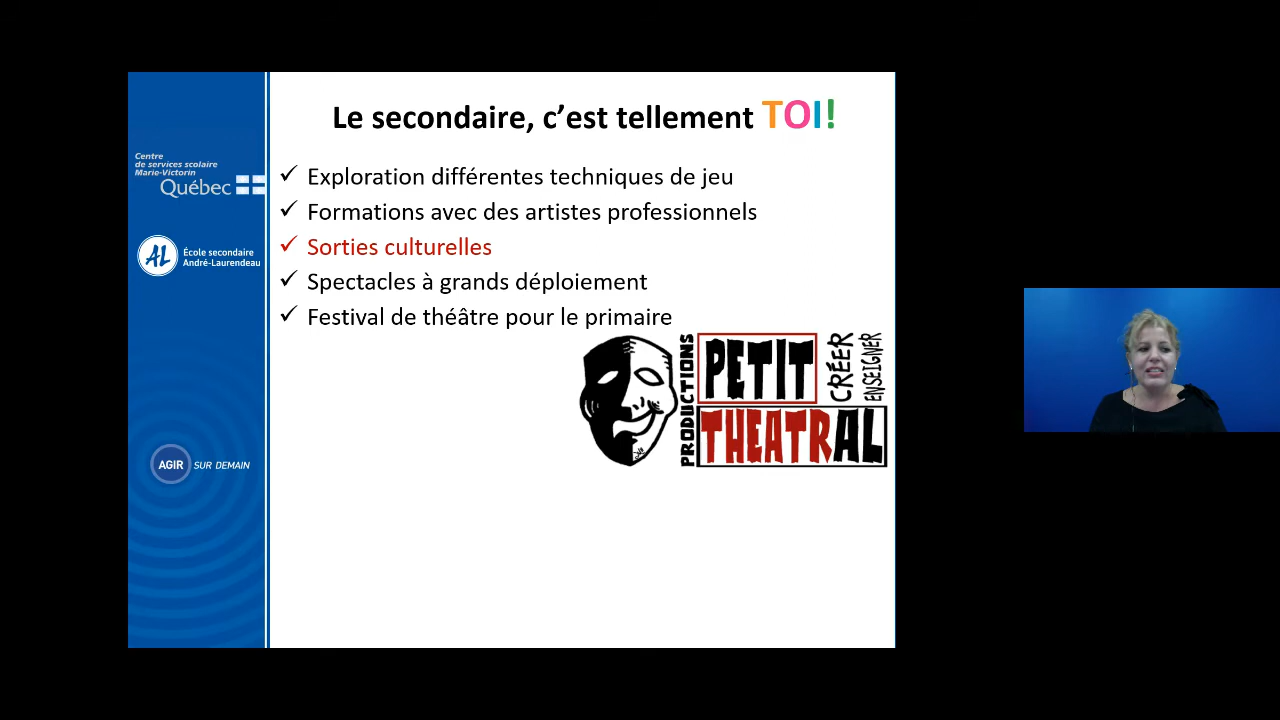 Le secondaire, c'est tellement TOI!
Centre
de services scolaire
Marie-Victorin
Québec
AL
École secondaire
André-Laurendeau
AGIR SUR DEMAIN
✓ Exploration différentes techniques de jeu
✓ Formations avec des artistes professionnels
✓ Sorties culturelles
✓ Spectacles à grands déploiement
✓ Festival de théâtre pour le primaire
PRODUCTIONS
PETIT
THEATRAL
CRÉER
ENSEIGNER